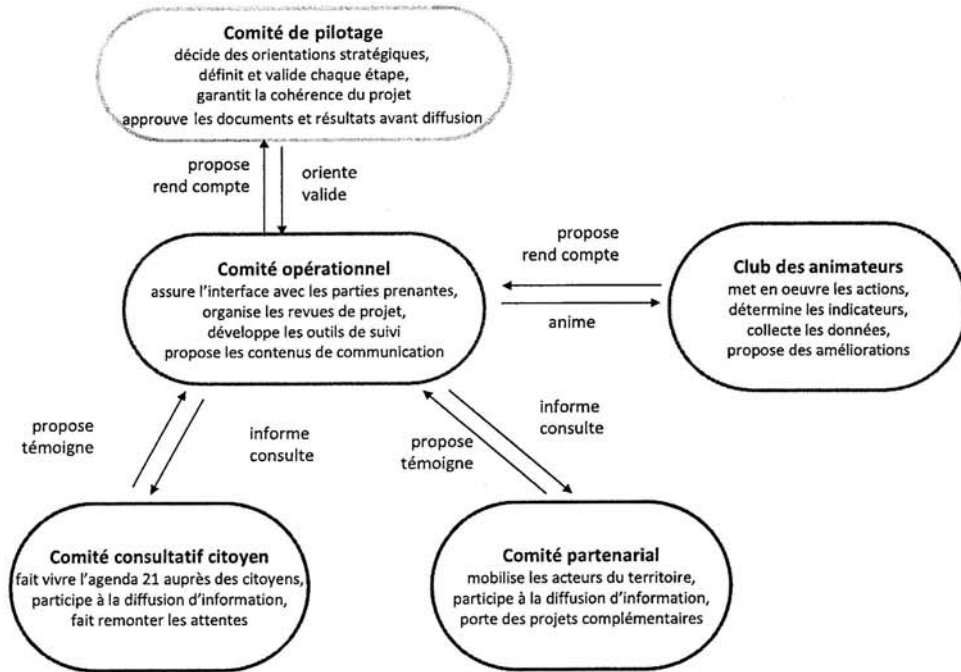 Comité de pilotage
décide des orientations stratégiques,
définit et valide chaque étape,
garantit la cohérence du projet
approuve les documents et résultats avant diffusion
propose
rend compte
oriente
valide
Comité opérationnel
assure l'interface avec les parties prenantes,
organise les revues de projet,
développe les outils de suivi
propose les contenus de communication
propose
rend compte
anime
Club des animateurs
met en oeuvre les actions,
détermine les indicateurs,
collecte les données,
propose des améliorations
propose
témoigne
informe
consulte
propose
témoigne
informe
consulte
Comité consultatif citoyen
fait vivre l'agenda 21 auprès des citoyens,
participe à la diffusion d'information,
fait remonter les attentes
Comité partenarial
mobilise les acteurs du territoire,
participe à la diffusion d'information,
porte des projets complémentaires